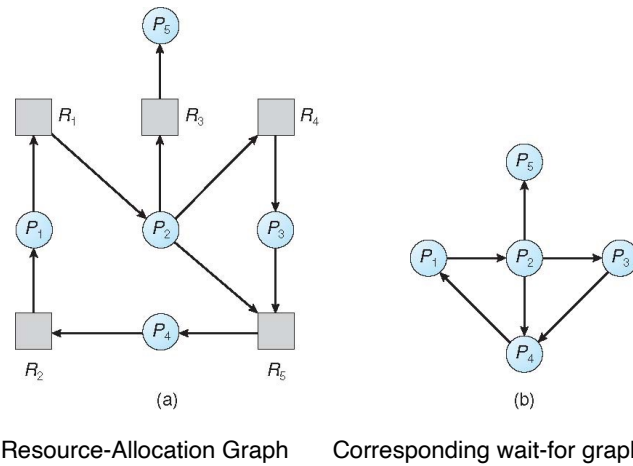 P5
R1
R3
R4
P1
P2
P3
P4
R2
R5
(a)
P5
P1
P2
P3
P4
(b)
Resource-Allocation Graph
Corresponding wait-for graph